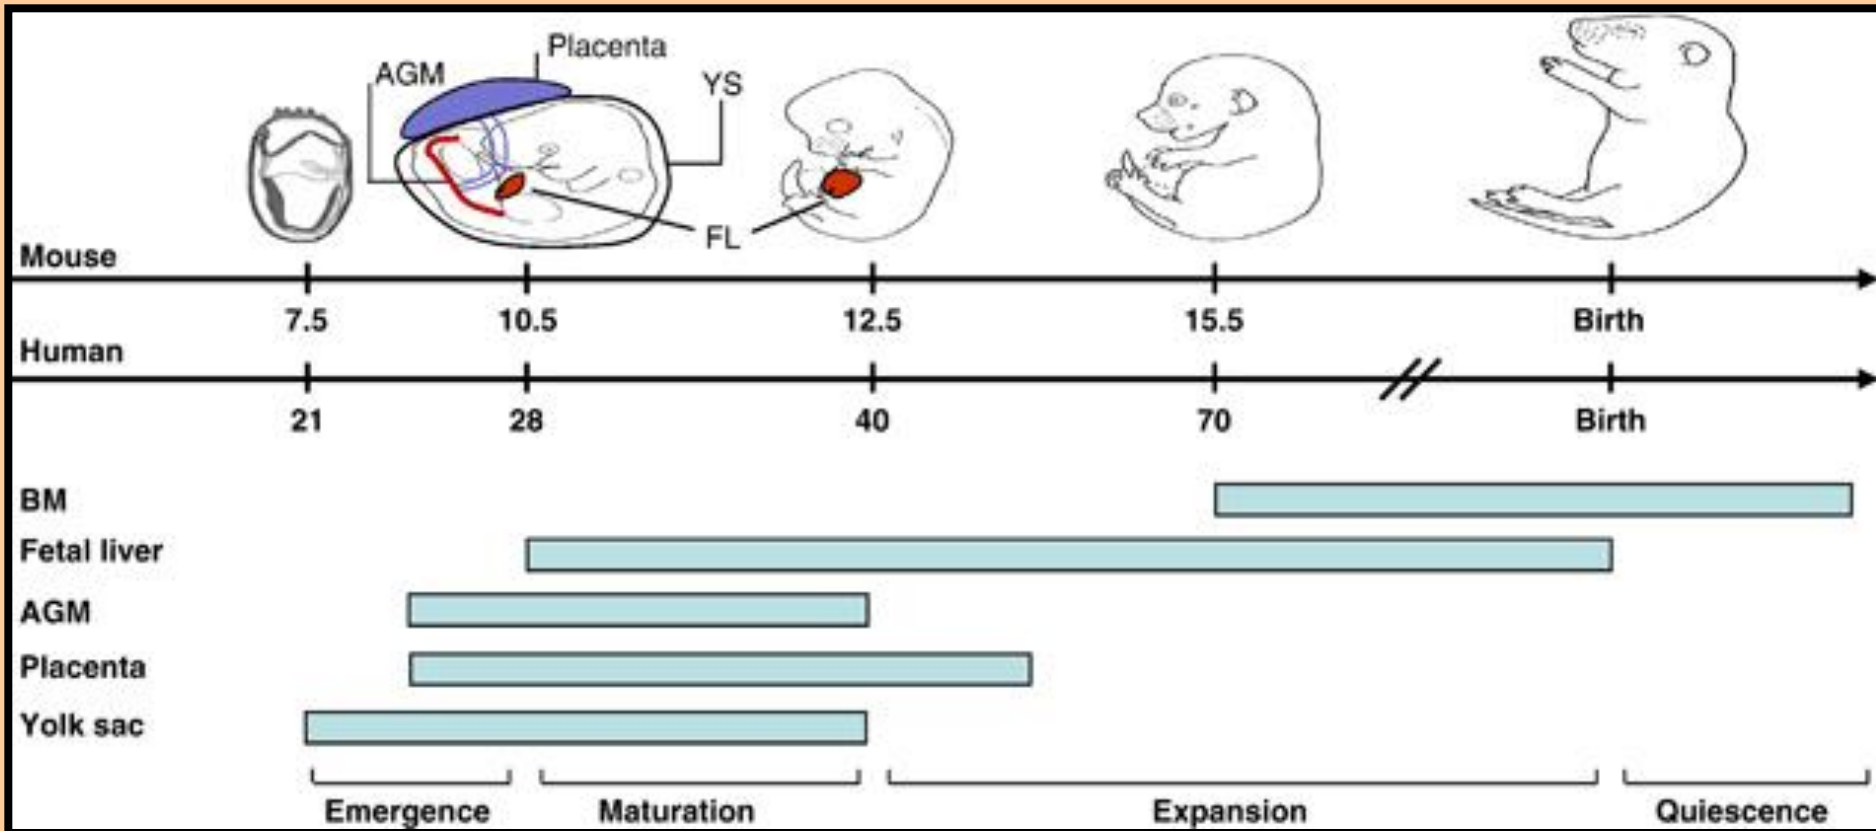 Placenta
AGM
YS
FL
Mouse
7.5 10.5 12.5 15.5 Birth
Human
21 28 40 70 Birth
BM
Fetal liver
AGM
Placenta
Yolk sac
Emergence Maturation Expansion Quiescence